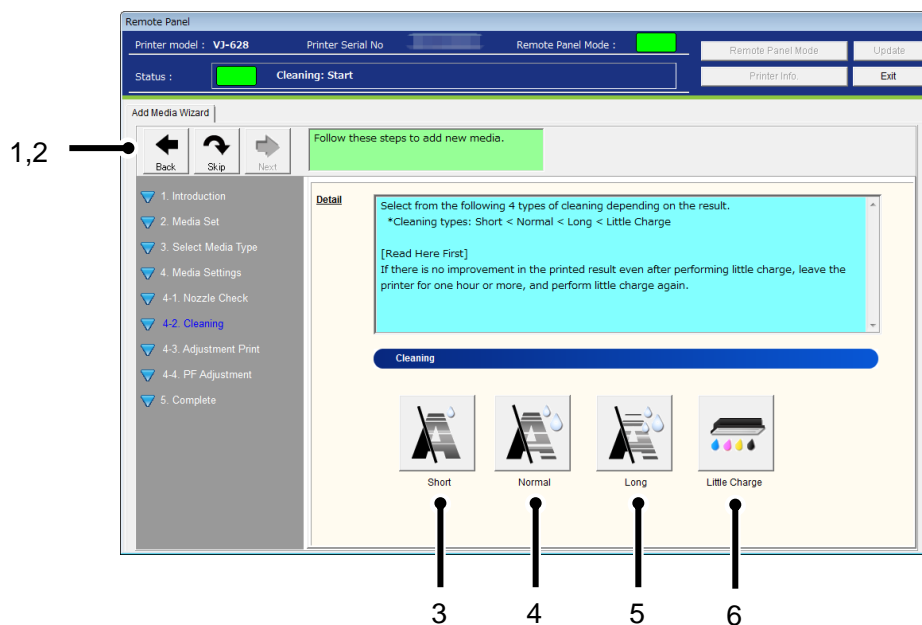 Remote Panel
Printer model : VJ-628 Printer Serial No Remote Panel Mode :
Remote Panel Mode Update
Status : Cleaning: Start
Printer Info. Exit
Add Media Wizard
1,2
Back Skip Next
Follow these steps to add new media.
1. Introduction
2. Media Set
3. Select Media Type
4. Media Settings
4-1. Nozzle Check
4-2. Cleaning
4-3. Adjustment Print
4-4. PF Adjustment
5. Complete
Detail
Select from the following 4 types of cleaning depending on the result.
*Cleaning types: Short < Normal < Long < Little Charge
[Read Here First]
If there is no improvement in the printed result even after performing little charge, leave the
printer for one hour or more, and perform little charge again.
Cleaning
Short Normal Long Little Charge
3 4 5 6